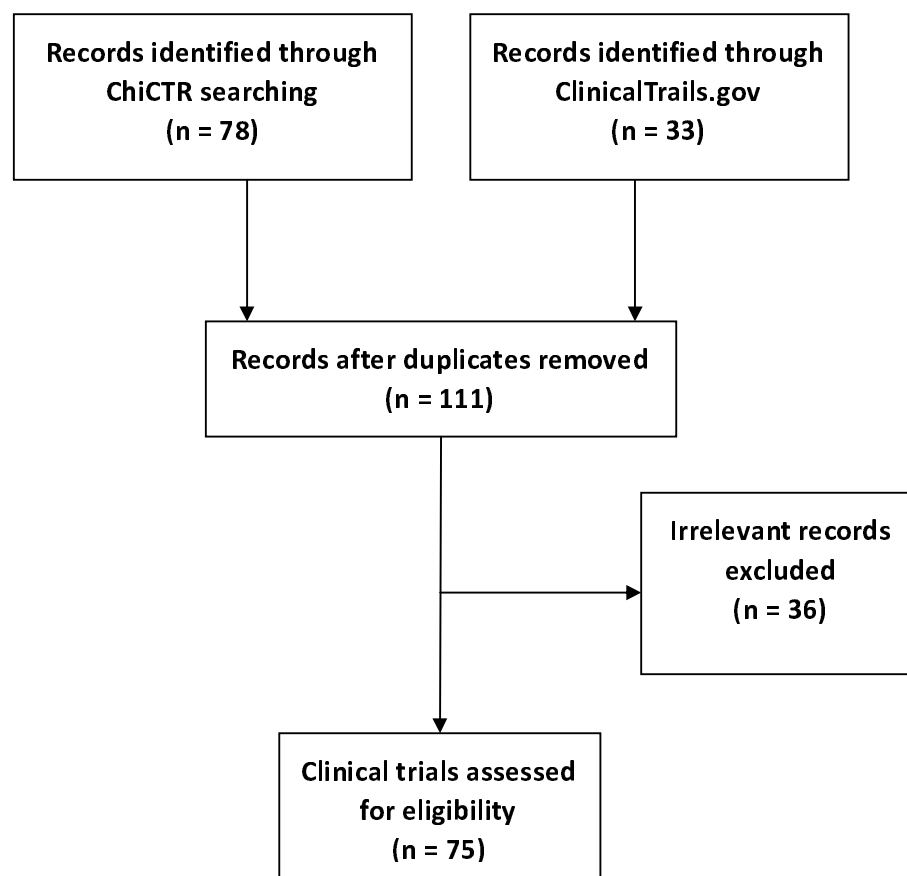 Records identified through
ChiCTR searching
(n = 78)
Records identified through
ClinicalTrails.gov
(n = 33)
Records after duplicates removed
(n = 111)
Irrelevant records
excluded
(n = 36)
Clinical trials assessed
for eligibility
(n = 75)